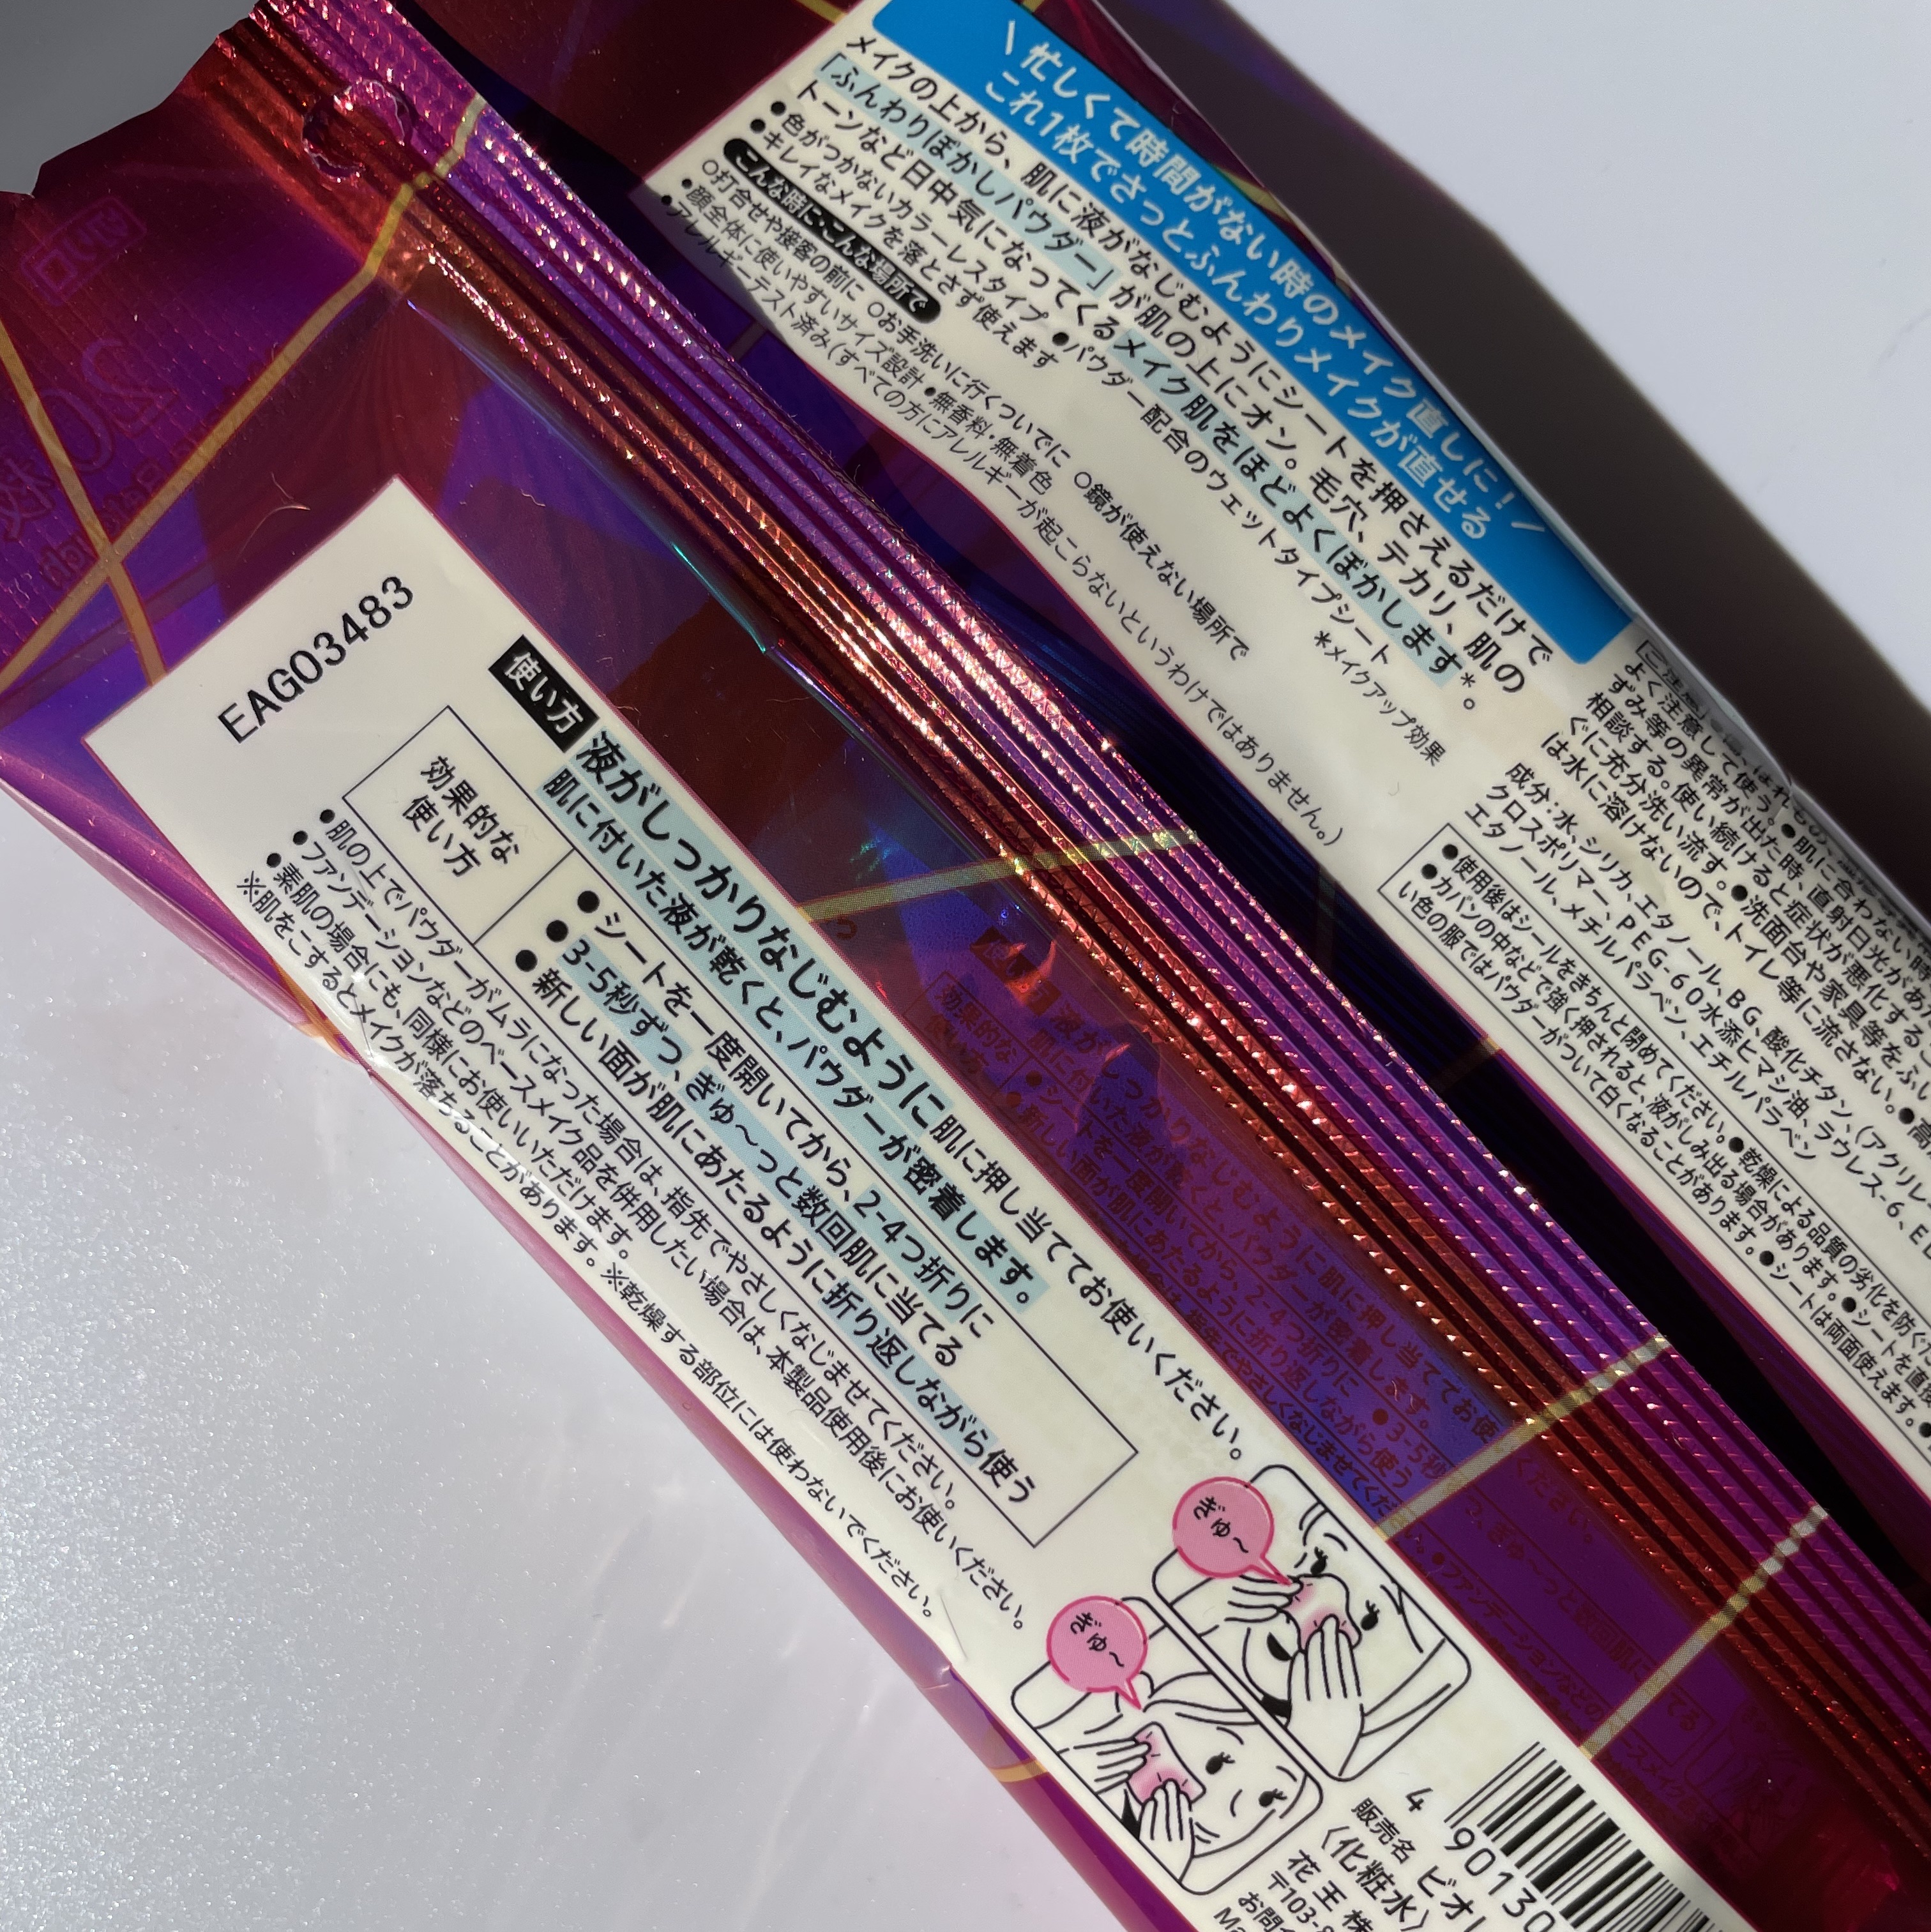 \ 忙しくて時間がない時のメイク直しに! /
これ1枚でさっとふんわりメイクが直せる
メイクの上から、肌に液がなじむようにシートを押さえるだけで
「ふんわりぼかしパウダー」が肌の上にオン。毛穴、テカリ、肌の
トーンなど日中気になってくるメイク肌をほどよくぼかします*。
●色がつかないカラーレスタイプ ●パウダー配合のウェットタイプシート
●キレイなメイクを落とさず使えます
*メイクアップ効果
こんな時に・こんな場所で
○打合せや接客の前に ○お手洗いに行くついでに ○鏡が使えない場所で
●顔全体に使いやすいサイズ設計 ●無香料・無着色
●アレルギーテスト済み(すべての方にアレルギーが起こらないというわけではありません。)
よく注意して使う。●肌に合わない時
ずみ等の異常が出た時、直射日光があ
相談する。使い続けると症状が悪化する
ぐに充分洗い流す。●洗面台や家具等をふ
は水に溶けないので、トイレ等に流さない。●高
成分:水、シリカ、エタノール、BG、酸化チタン、(アクリレ
クロスポリマー、PEG-60水添ヒマシ油、ラウレス-6、E
エタノール、メチルパラベン、エチルパラベン
●使用後はシールをきちんと閉めてください。●乾燥による品質の劣化を防ぐた
●カバンの中などで強く押されると、液がしみ出る場合があります。●シートを直
い色の服ではパウダーがついて白くなることがあります。●シートは両面使えます。●
EAG03483
使い方
液がしっかりなじむように肌に押し当ててお使いください。
肌に付いた液が乾くと、パウダーが密着します。
効果的な
使い方
●シートを一度開いてから、2-4つ折りに
●3-5秒ずつ、ぎゅ〜っと数回肌に当てる
●新しい面が肌にあたるように折り返しながら使う
●肌の上でパウダーがムラになった場合は、指先でやさしくなじませてください。
●ファンデーションなどのベースメイク品を併用したい場合は、本製品使用後にお使いください。
●素肌の場合にも、同様にお使いいただけます。
※肌をこするとメイクが落ちることがあります。※乾燥する部位には使わないでください。
ぎゅ〜
ぎゅ〜
4 90130
販売名 ビオレ
〈化粧水〉
花王株
〒103-8
お問
Ma